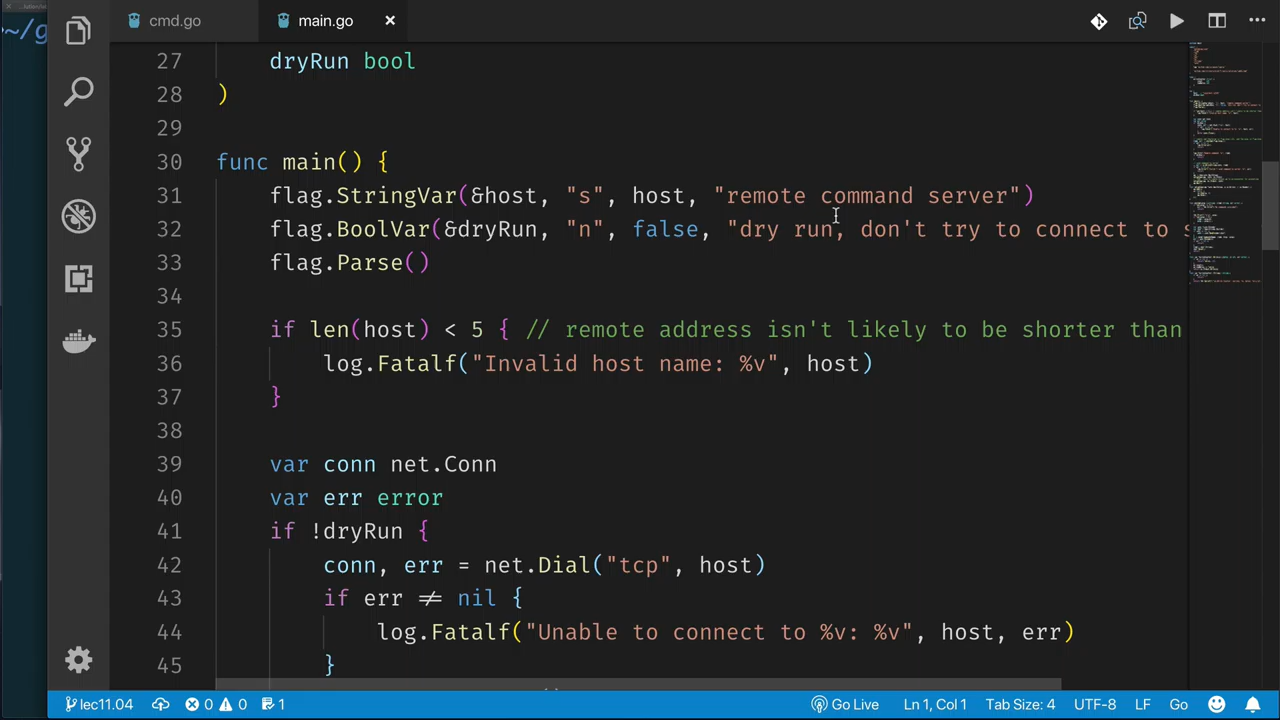 ~/g
cmd.go
main.go
27 dryRun bool
28 )
29
30 func main() {
31 flag.StringVar(&host, "s", host, "remote command server")
32 flag.BoolVar(&dryRun, "n", false, "dry run, don't try to connect to s
33 flag.Parse()
34
35 if len(host) < 5 { // remote address isn't likely to be shorter than
36 log.Fatalf("Invalid host name: %v", host)
37 }
38
39 var conn net.Conn
40 var err error
41 if !dryRun {
42 conn, err = net.Dial("tcp", host)
43 if err ≠ nil {
44 log.Fatalf("Unable to connect to %v: %v", host, err)
45 }
lec11.04 0 0 1 Go Live Ln 1, Col 1 Tab Size: 4 UTF-8 LF Go